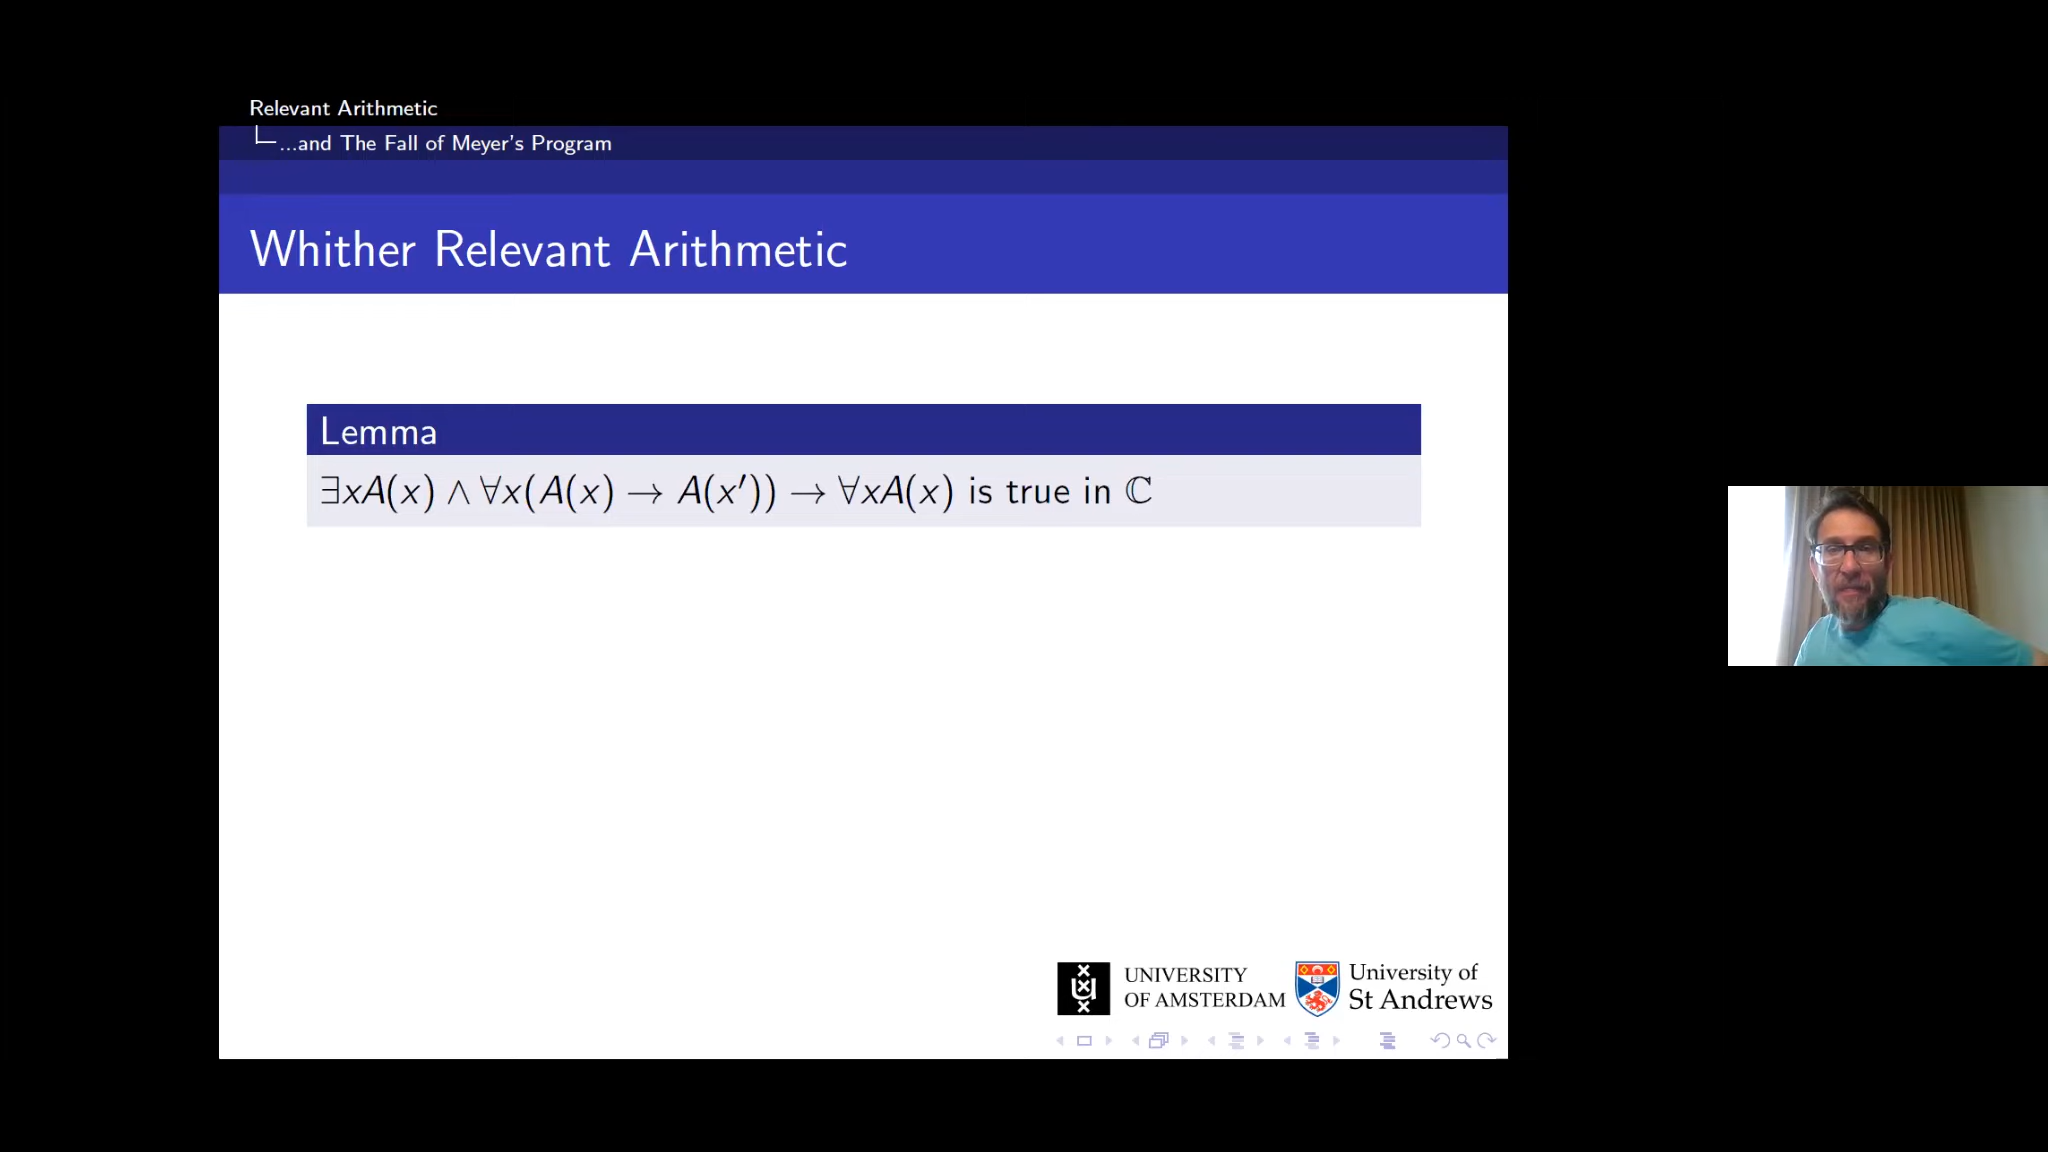 Relevant Arithmetic
...and The Fall of Meyer's Program
Whither Relevant Arithmetic
Lemma
∃xA(x) ∧ ∀x(A(x) → A(x′)) → ∀xA(x) is true in ℂ
UNIVERSITY
OF AMSTERDAM
University of
St Andrews